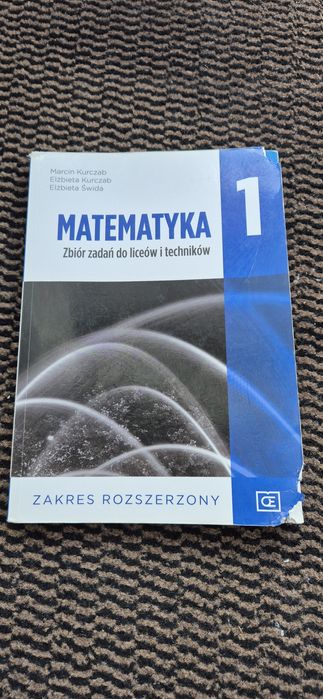 Marcin Kurczab
Elżbieta Kurczab
Elżbieta Świda
1
MATEMATYKA
Zbiór zadań do liceów i techników
ZAKRES ROZSZERZONY
OE